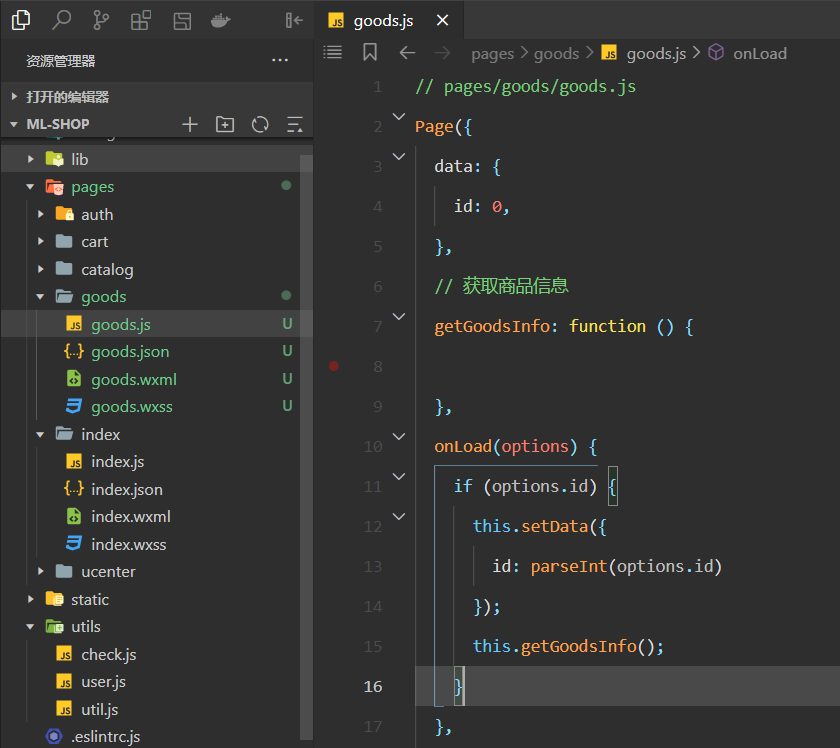 goods.js
资源管理器
打开的编辑器
ML-SHOP
lib
pages
auth
cart
catalog
goods
goods.js U
goods.json U
goods.wxml U
goods.wxss U
index
index.js
index.json
index.wxml
index.wxss
ucenter
static
utils
check.js
user.js
util.js
.eslintrc.js
pages > goods > goods.js > onLoad
1 // pages/goods/goods.js
2 Page({
3 data: {
4 id: 0,
5 },
6 // 获取商品信息
7 getGoodsInfo: function () {
8
9 },
10 onLoad(options) {
11 if (options.id) {
12 this.setData({
13 id: parseInt(options.id)
14 });
15 this.getGoodsInfo();
16 }
17 },